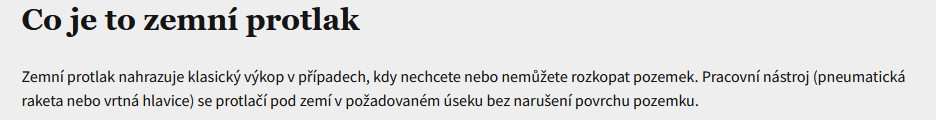 Co je to zemní protlak
Zemní protlak nahrazuje klasický výkop v případech, kdy nechcete nebo nemůžete rozkopat pozemek. Pracovní nástroj (pneumatická
raketa nebo vrtná hlavice) se protlačí pod zemí v požadovaném úseku bez narušení povrchu pozemku.